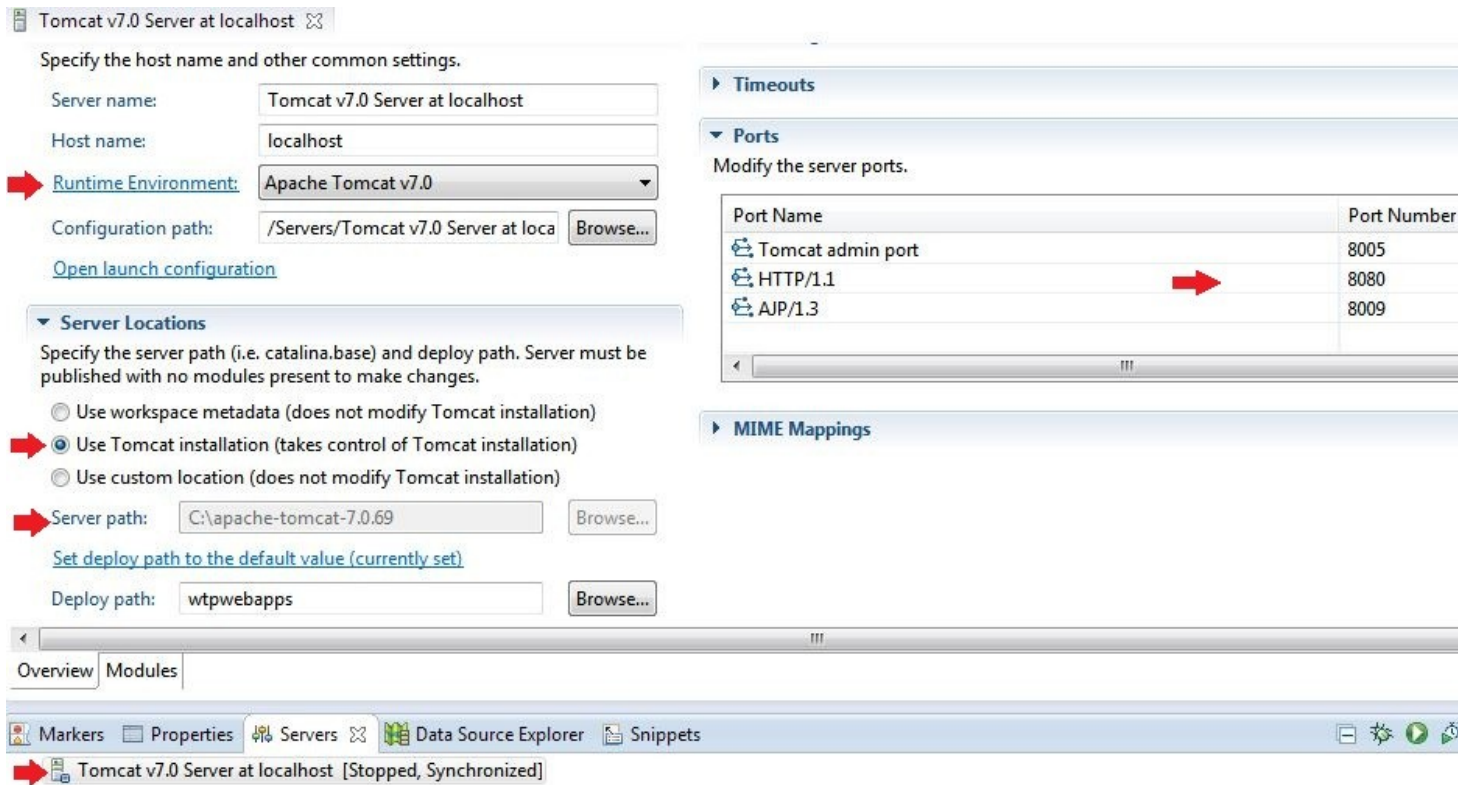 Tomcat v7.0 Server at localhost
Specify the host name and other common settings.
Server name: Tomcat v7.0 Server at localhost
Host name: localhost
Runtime Environment: Apache Tomcat v7.0
Configuration path: /Servers/Tomcat v7.0 Server at loca Browse...
Open launch configuration
Server Locations
Specify the server path (i.e. catalina.base) and deploy path. Server must be
published with no modules present to make changes.
Use workspace metadata (does not modify Tomcat installation)
Use Tomcat installation (takes control of Tomcat installation)
Use custom location (does not modify Tomcat installation)
Server path: C:\apache-tomcat-7.0.69 Browse...
Set deploy path to the default value (currently set)
Deploy path: wtpwebapps Browse...
Timeouts
Ports
Modify the server ports.
Port Name Port Number
Tomcat admin port 8005
HTTP/1.1 8080
AJP/1.3 8009
MIME Mappings
Overview Modules
Markers Properties Servers Data Source Explorer Snippets
Tomcat v7.0 Server at localhost [Stopped, Synchronized]